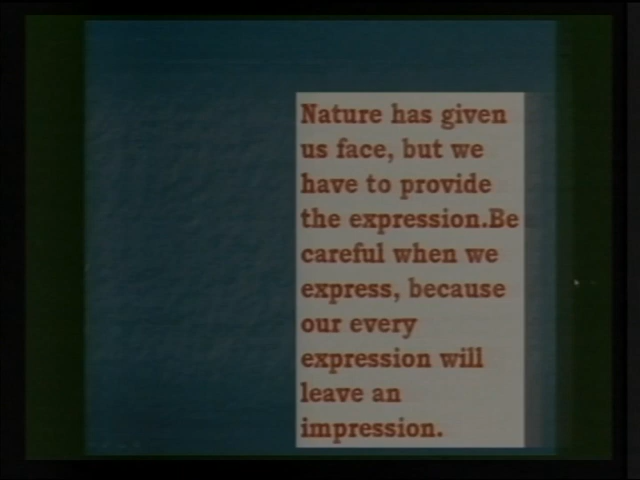 Nature has given
us face, but we
have to provide
the expression.Be
careful when we
express, because
our every
expression will
leave an
impression.